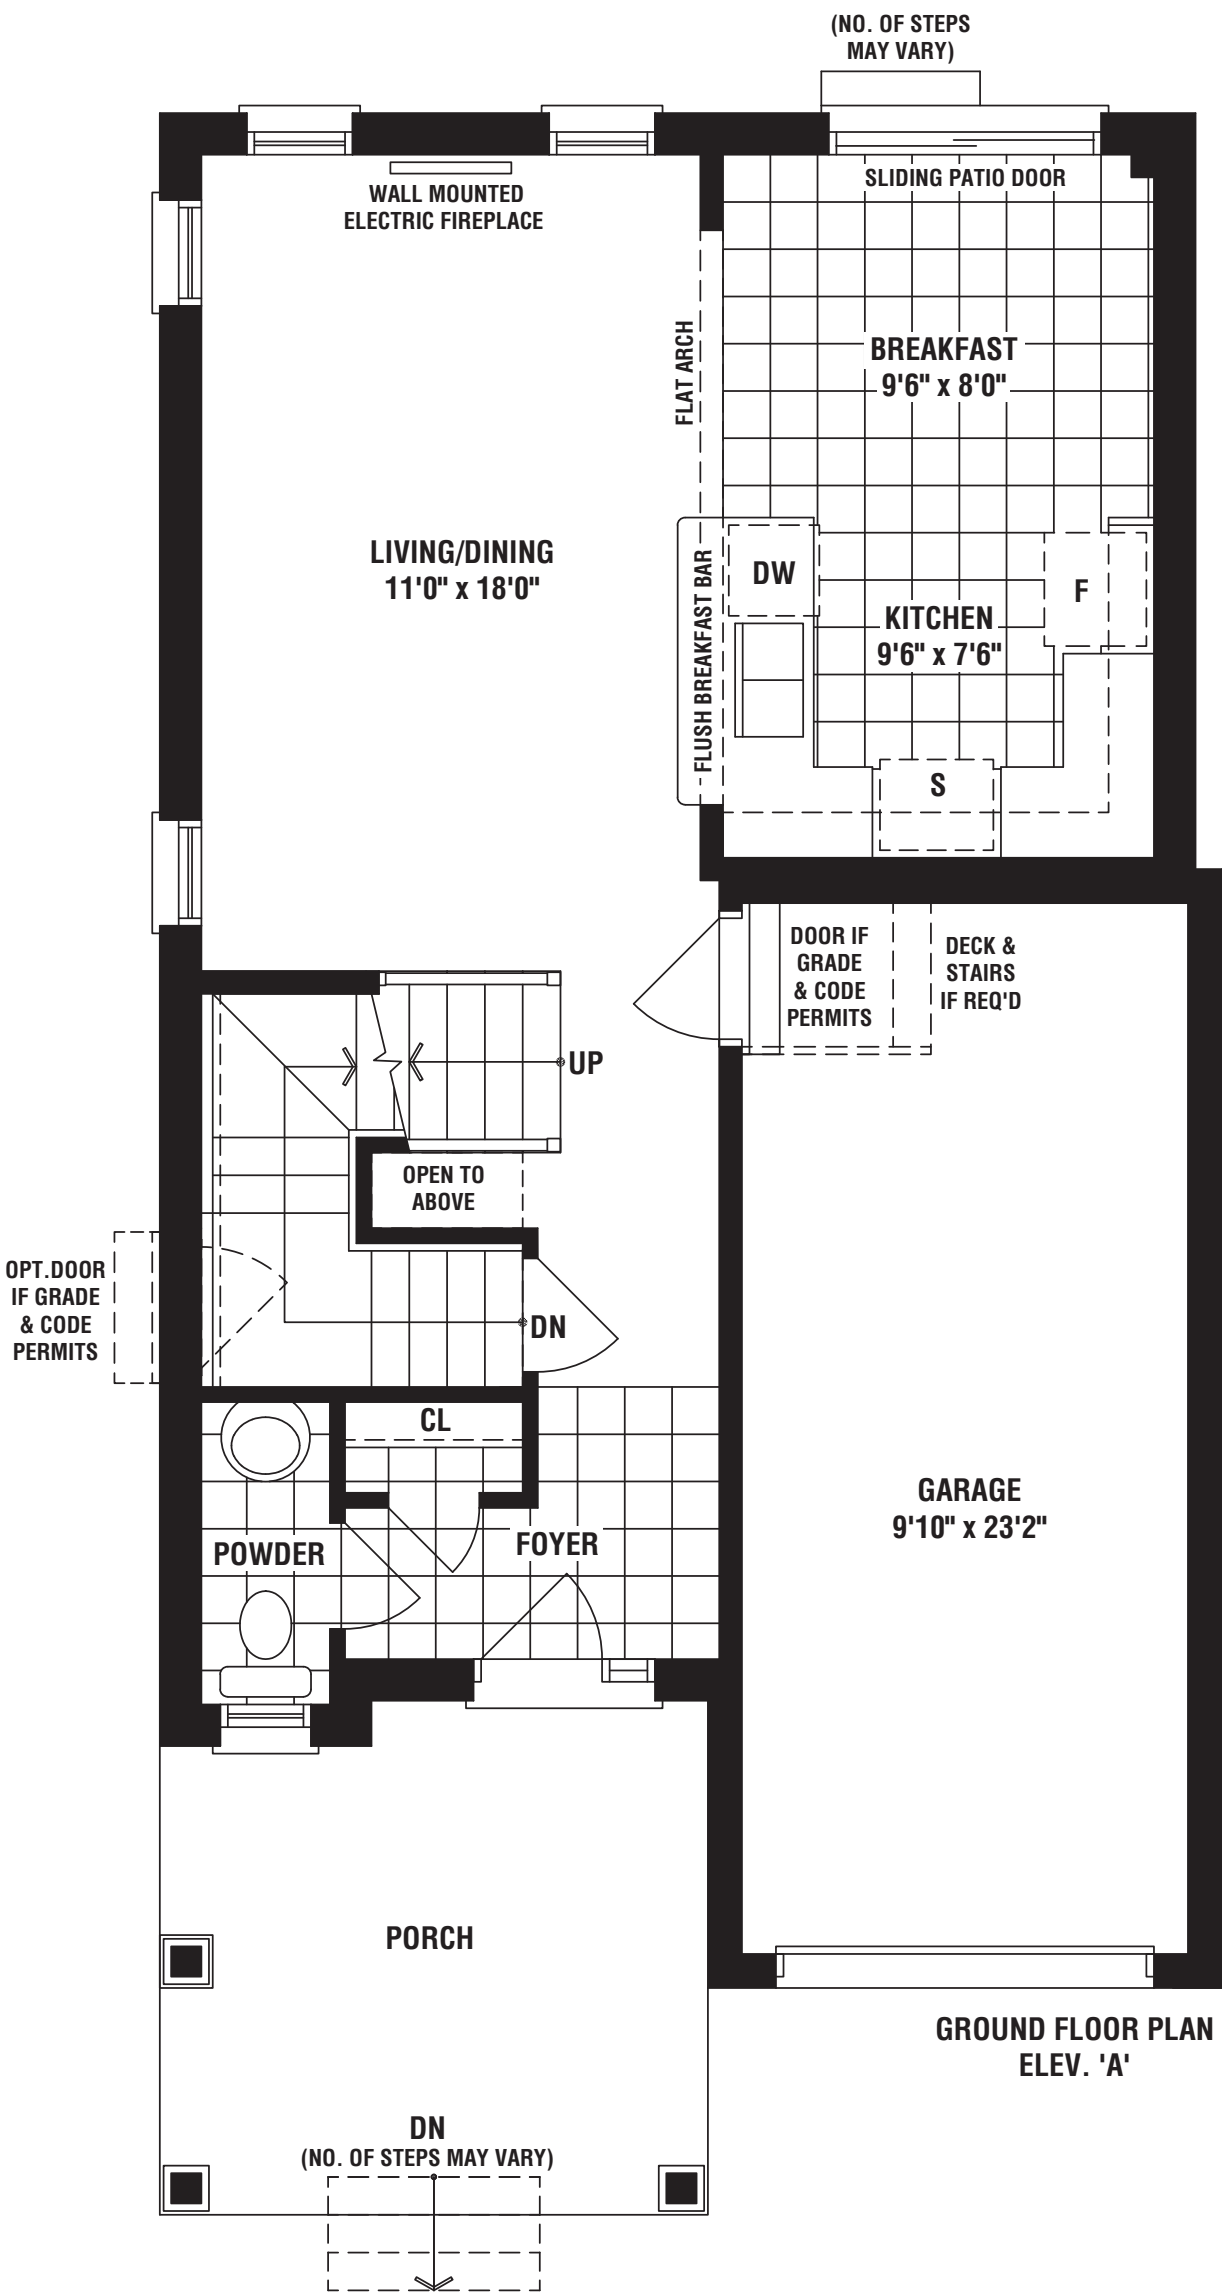 (NO. OF STEPS
MAY VARY)
SLIDING PATIO DOOR
WALL MOUNTED
ELECTRIC FIREPLACE
FLAT ARCH
BREAKFAST
9'6" x 8'0"
LIVING/DINING
11'0" x 18'0"
FLUSH BREAKFAST BAR
DW
F
KITCHEN
9'6" x 7'6"
S
DOOR IF
GRADE
& CODE
PERMITS
DECK &
STAIRS
IF REQ'D
UP
OPEN TO
ABOVE
OPT.DOOR
IF GRADE
& CODE
PERMITS
DN
CL
GARAGE
9'10" x 23'2"
POWDER
FOYER
PORCH
GROUND FLOOR PLAN
ELEV. 'A'
DN
(NO. OF STEPS MAY VARY)